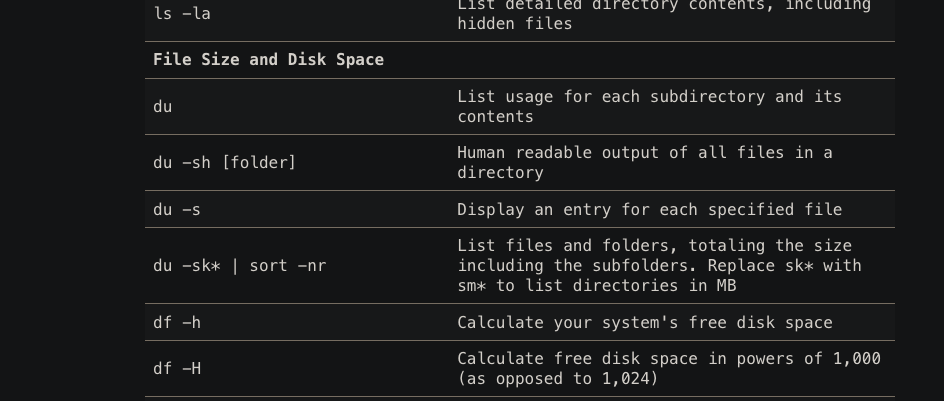 ls -la
List detailed directory contents, including
hidden files
File Size and Disk Space
du
List usage for each subdirectory and its
contents
du -sh [folder]
Human readable output of all files in a
directory
du -s
Display an entry for each specified file
du -sk* | sort -nr
List files and folders, totaling the size
including the subfolders. Replace sk* with
sm* to list directories in MB
df -h
Calculate your system's free disk space
df -H
Calculate free disk space in powers of 1,000
(as opposed to 1,024)